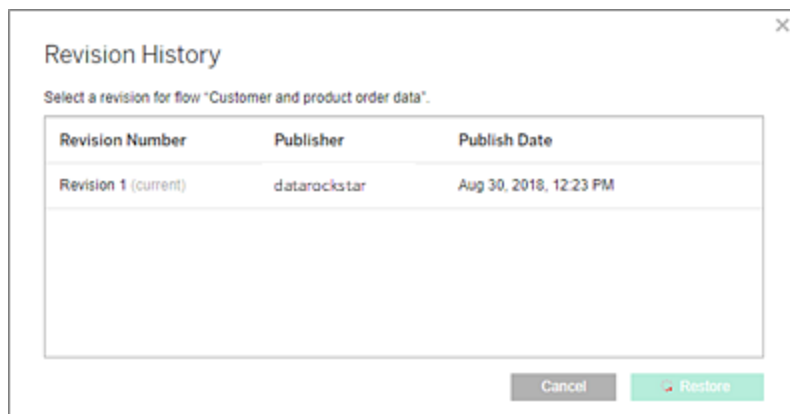 Revision History
Select a revision for flow "Customer and product order data".
Revision Number Publisher Publish Date
Revision 1 (current) datarockstar Aug 30, 2018, 12:23 PM
Cancel Restore